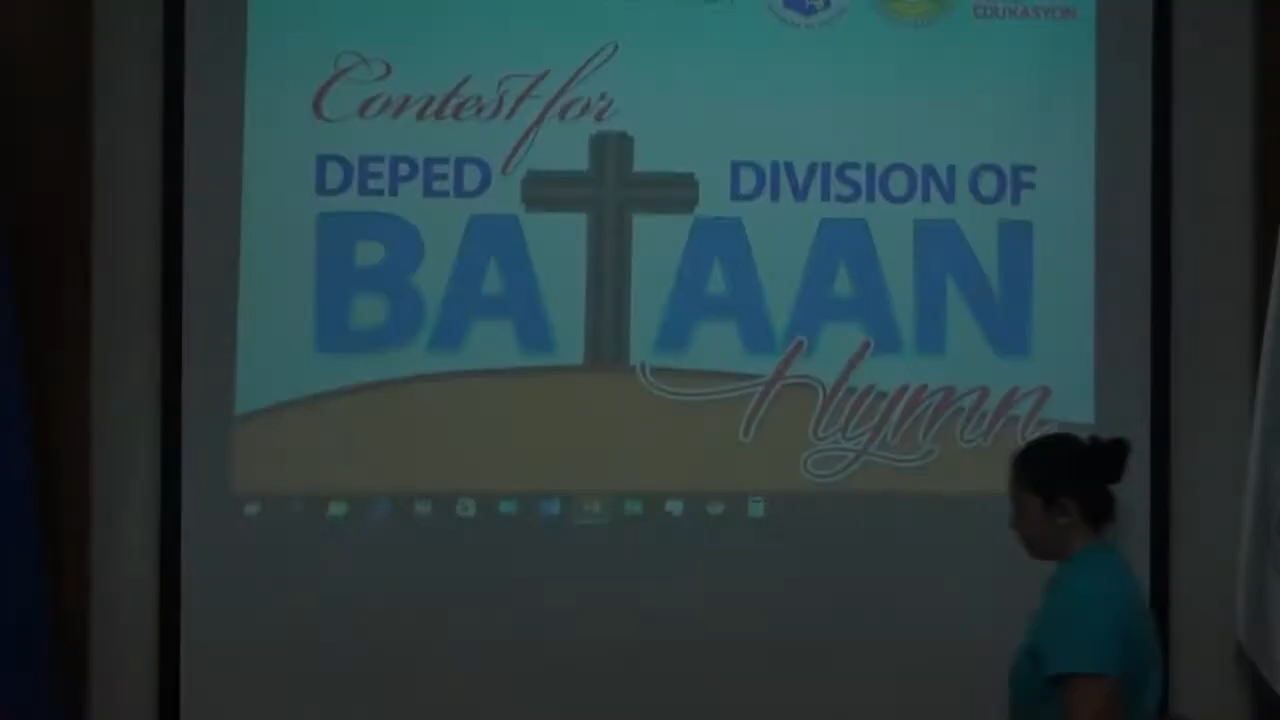 EDUKASYON
Contest for
DEPED DIVISION OF
BATAAN
Hymn